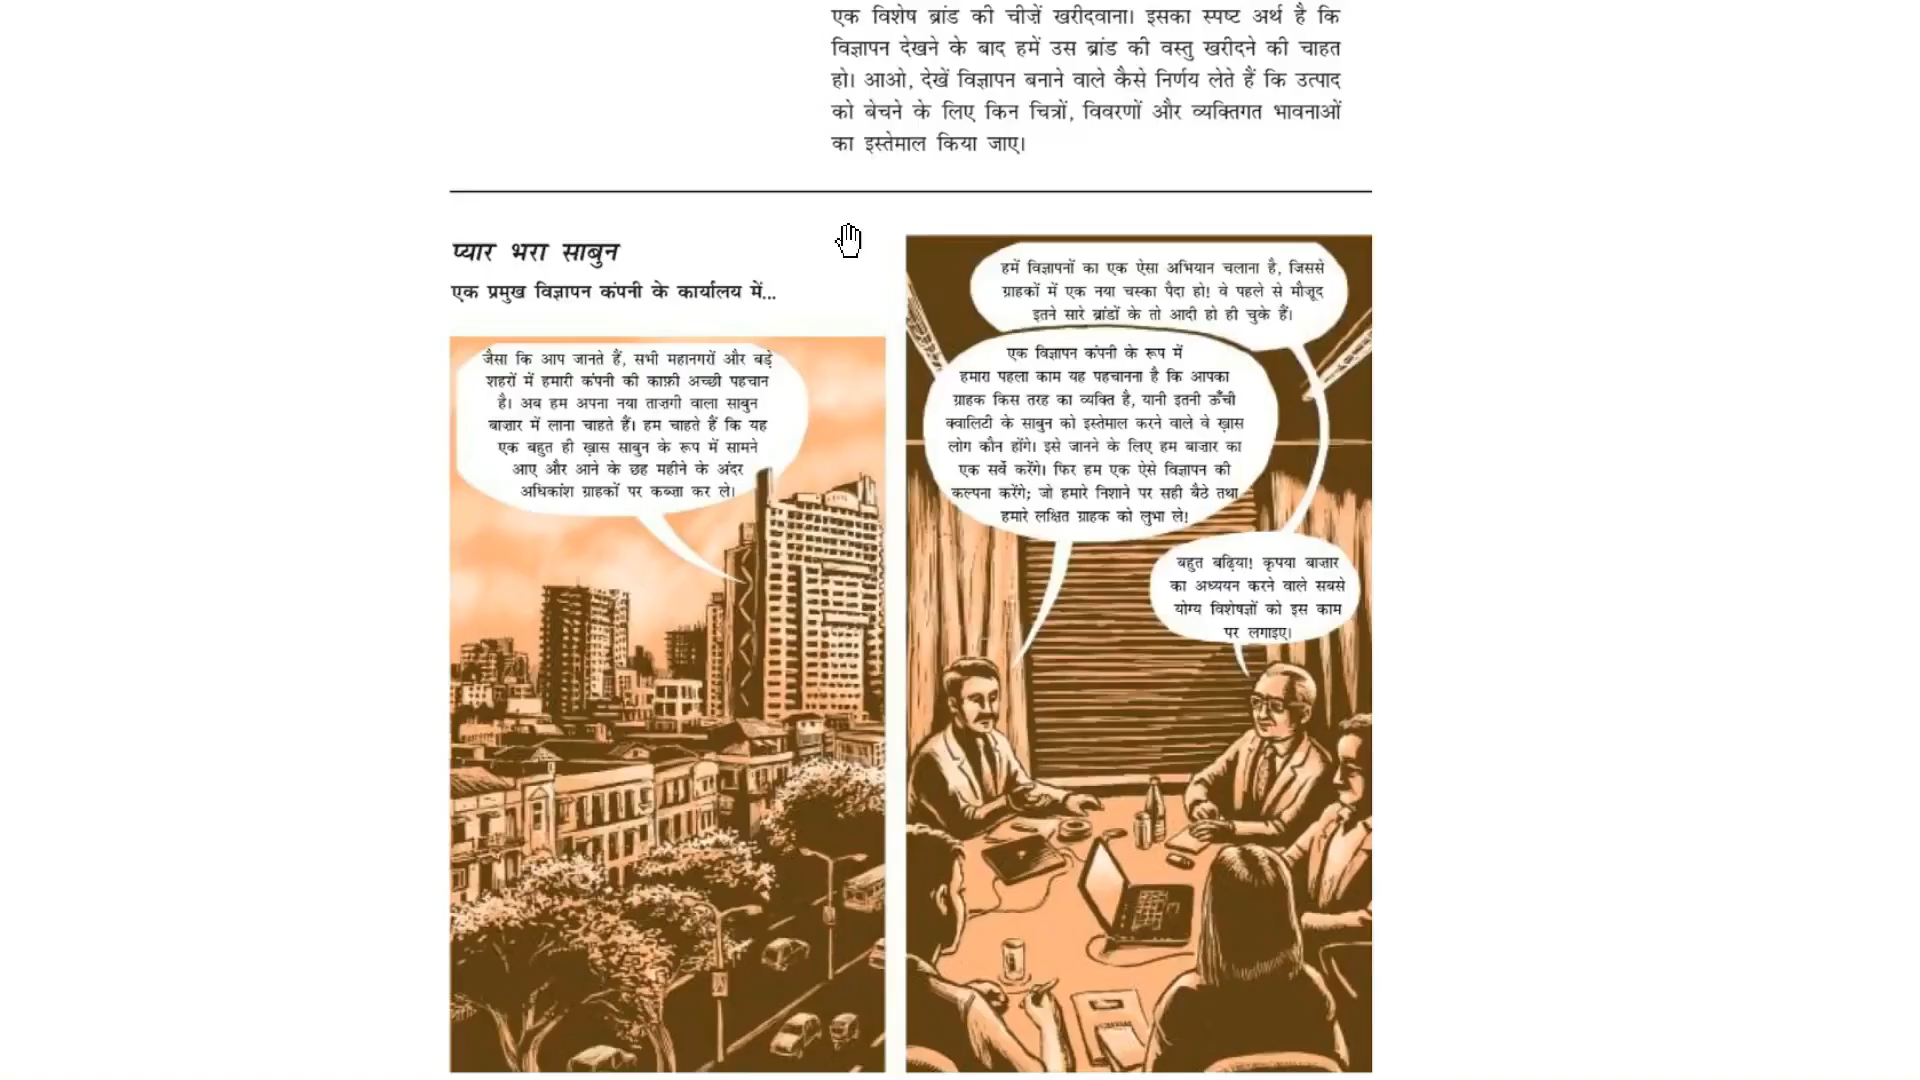 एक विशेष ब्रांड की चीज़ें खरीदवाना। इसका स्पष्ट अर्थ है कि
विज्ञापन देखने के बाद हमें उस ब्रांड की वस्तु खरीदने की चाहत
हो। आओ, देखें विज्ञापन बनाने वाले कैसे निर्णय लेते हैं कि उत्पाद
को बेचने के लिए किन चित्रों, विवरणों और व्यक्तिगत भावनाओं
का इस्तेमाल किया जाए।
प्यार भरा साबुन
एक प्रमुख विज्ञापन कंपनी के कार्यालय में...
जैसा कि आप जानते हैं, सभी महानगरों और बड़े
शहरों में हमारी कंपनी की काफ़ी अच्छी पहचान
है। अब हम अपना नया ताज़गी वाला साबुन
बाज़ार में लाना चाहते हैं। हम चाहते हैं कि यह
एक बहुत ही ख़ास साबुन के रूप में सामने
आए और आने के छह महीने के अंदर
अधिकांश ग्राहकों पर कब्ज़ा कर ले।
हमें विज्ञापनों का एक ऐसा अभियान चलाना है, जिससे
ग्राहकों में एक नया चस्का पैदा हो! वे पहले से मौजूद
इतने सारे ब्रांडों के तो आदी हो ही चुके हैं।
एक विज्ञापन कंपनी के रूप में
हमारा पहला काम यह पहचानना है कि आपका
ग्राहक किस तरह का व्यक्ति है, यानी इतनी ऊँची
क्वालिटी के साबुन को इस्तेमाल करने वाले वे ख़ास
लोग कौन होंगे। इसे जानने के लिए हम बाज़ार का
एक सर्वे करेंगे। फिर हम एक ऐसे विज्ञापन की
कल्पना करेंगे; जो हमारे निशाने पर सही बैठे तथा
हमारे लक्षित ग्राहक को लुभा ले!
बहुत बढ़िया! कृपया बाज़ार
का अध्ययन करने वाले सबसे
योग्य विशेषज्ञों को इस काम
पर लगाइए।